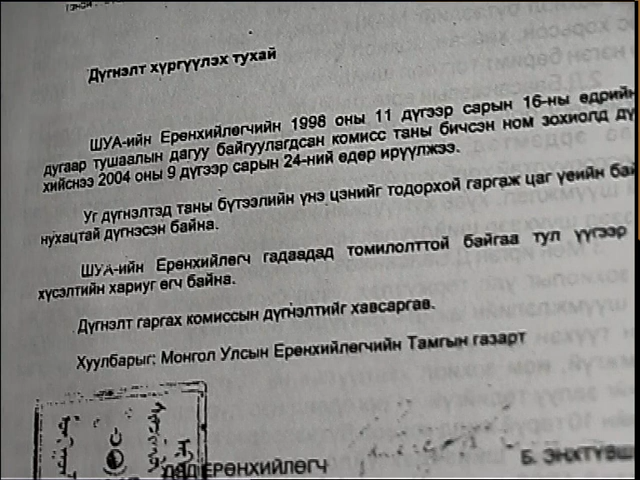 Дүгнэлт хүргүүлэх тухай
ШУА-ийн Ерөнхийлөгчийн 1998 оны 11 дүгээр сарын 16-ны өдрийн
дугаар тушаалын дагуу байгуулагдсан комисс таны бичсэн ном зохиолд дү
хийснээ 2004 оны 9 дүгээр сарын 24-ний өдөр ирүүлжээ.
Уг дүгнэлтэд таны бүтээлийн үнэ цэнийг тодорхой гаргаж цаг үеийн бай
нухацтай дүгнэсэн байна.
ШУА-ийн Ерөнхийлөгч гадаадад томилолттой байгаа тул үүгээр
хүсэлтийн хариуг өгч байна.
Дүгнэлт гаргах комиссын дүгнэлтийг хавсаргав.
Хуулбарыг: Монгол Улсын Ерөнхийлөгчийн Тамгын газарт
ДЭД ЕРӨНХИЙЛӨГЧ
Б. ЭНХТҮВШ